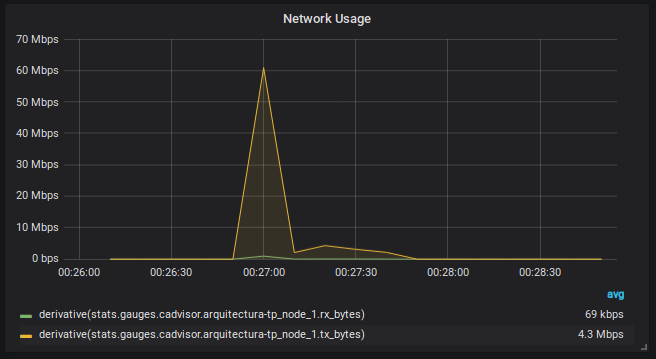 Network Usage
70 Mbps
60 Mbps
50 Mbps
40 Mbps
30 Mbps
20 Mbps
10 Mbps
0 bps
00:26:00 00:26:30 00:27:00 00:27:30 00:28:00 00:28:30
avg
derivative(stats.gauges.cadvisor.arquitectura-tp_node_1.rx_bytes) 69 kbps
derivative(stats.gauges.cadvisor.arquitectura-tp_node_1.tx_bytes) 4.3 Mbps